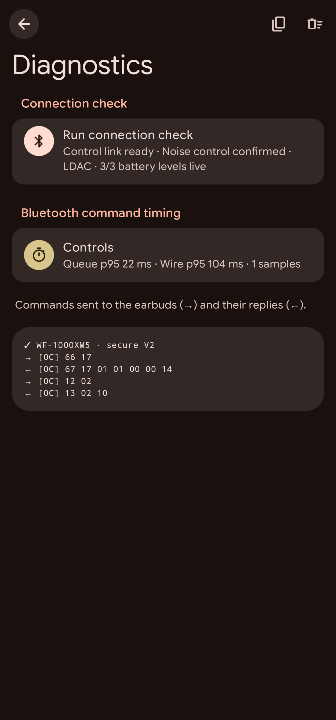 Diagnostics
Connection check
Run connection check
Control link ready · Noise control confirmed ·
LDAC · 3/3 battery levels live
Bluetooth command timing
Controls
Queue p95 22 ms · Wire p95 104 ms · 1 samples
Commands sent to the earbuds (→) and their replies (←).
✓ WF-1000XM5 · secure V2
→ [0C] 66 17
← [0C] 67 17 01 01 00 00 14
→ [0C] 12 02
← [0C] 13 02 10